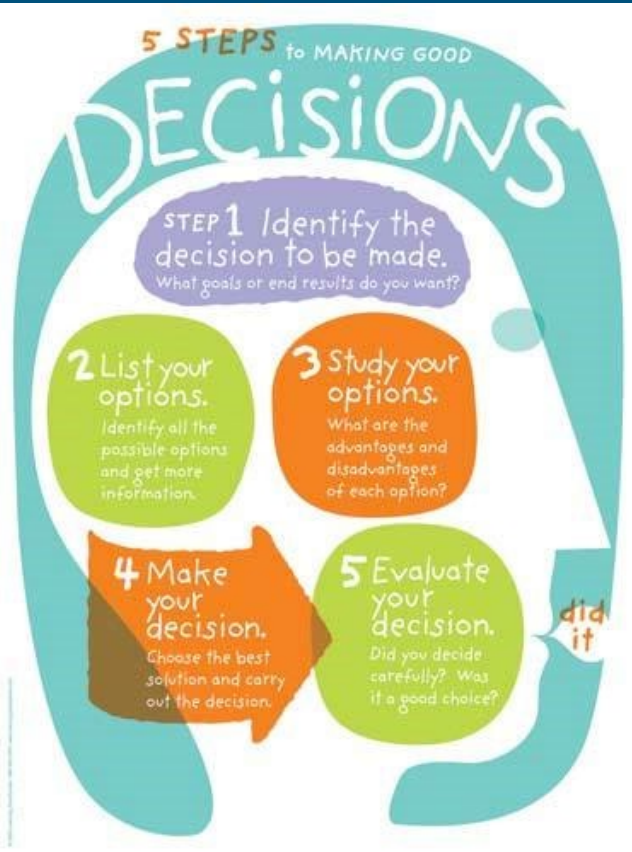 5 STEPS to MAKING GOOD
DECiSiONS
STEP 1 Identify the
decision to be made.
What goals or end results do you want?
2 List your
options.
Identify all the
possible options
and get more
information.
3 Study your
options.
What are the
advantages and
disadvantages
of each option?
4 Make
your
decision.
Choose the best
solution and carry
out the decision.
5 Evaluate
your
decision.
Did you decide
carefully? Was
it a good choice?
did
it